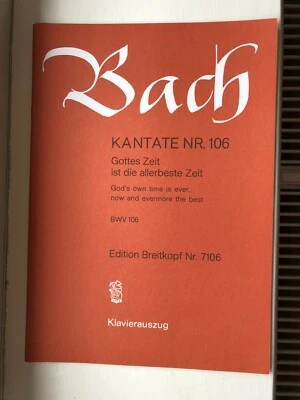 Bach
KANTATE NR. 106
Gottes Zeit
ist die allerbeste Zeit
God's own time is ever,
now and evermore the best
BWV 106
Edition Breitkopf Nr. 7106
Klavierauszug